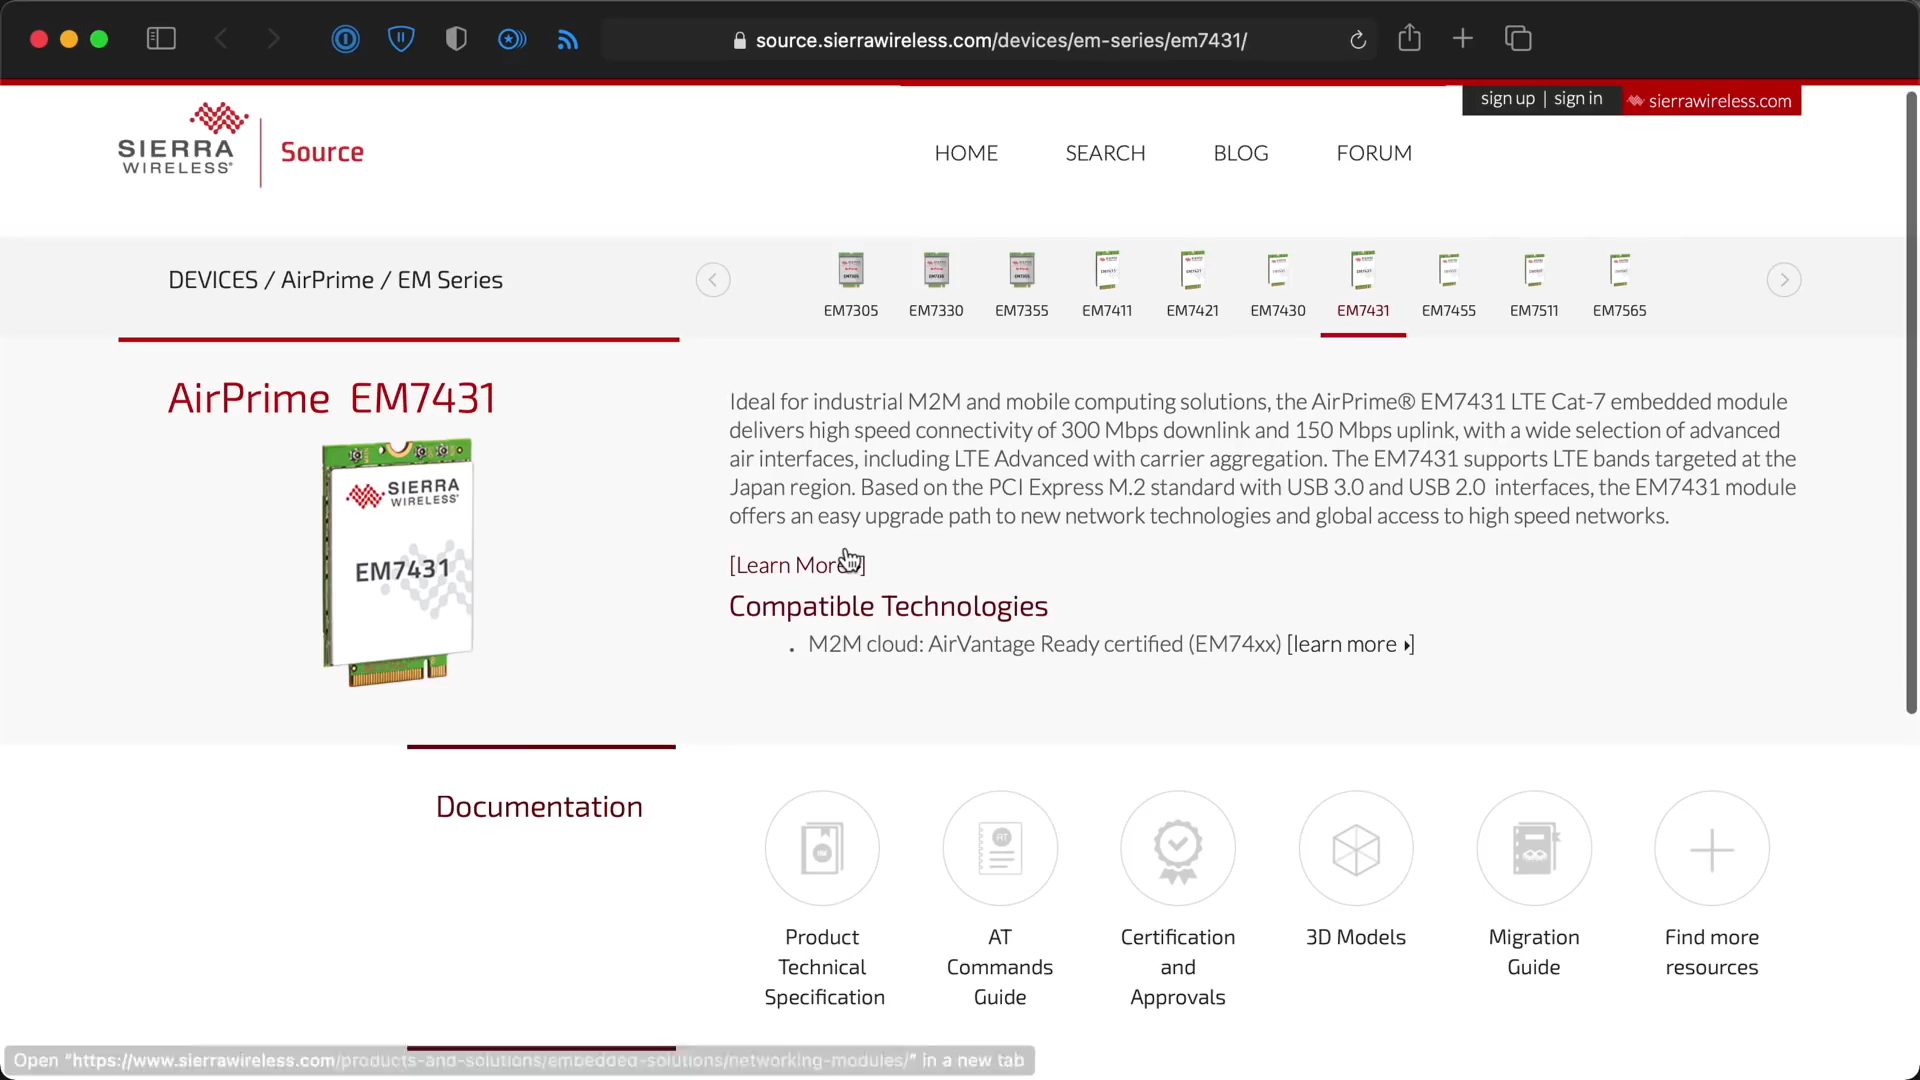 source.sierrawireless.com/devices/em-series/em7431/
sign up | sign in
sierrawireless.com
SIERRA
WIRELESS®
Source
HOME
SEARCH
BLOG
FORUM
DEVICES / AirPrime / EM Series
EM7305
EM7330
EM7355
EM7411
EM7421
EM7430
EM7431
EM7455
EM7511
EM7565
AirPrime EM7431
SIERRA
WIRELESS®
EM7431
Ideal for industrial M2M and mobile computing solutions, the AirPrime® EM7431 LTE Cat-7 embedded module
delivers high speed connectivity of 300 Mbps downlink and 150 Mbps uplink, with a wide selection of advanced
air interfaces, including LTE Advanced with carrier aggregation. The EM7431 supports LTE bands targeted at the
Japan region. Based on the PCI Express M.2 standard with USB 3.0 and USB 2.0 interfaces, the EM7431 module
offers an easy upgrade path to new network technologies and global access to high speed networks.
[Learn More]
Compatible Technologies
• M2M cloud: AirVantage Ready certified (EM74xx) [learn more ▸]
Documentation
AT
Product
Technical
Specification
AT
Commands
Guide
Certification
and
Approvals
3D Models
Migration
Guide
Find more
resources
Open "https://www.sierrawireless.com/products-and-solutions/embedded-solutions/networking-modules/" in a new tab